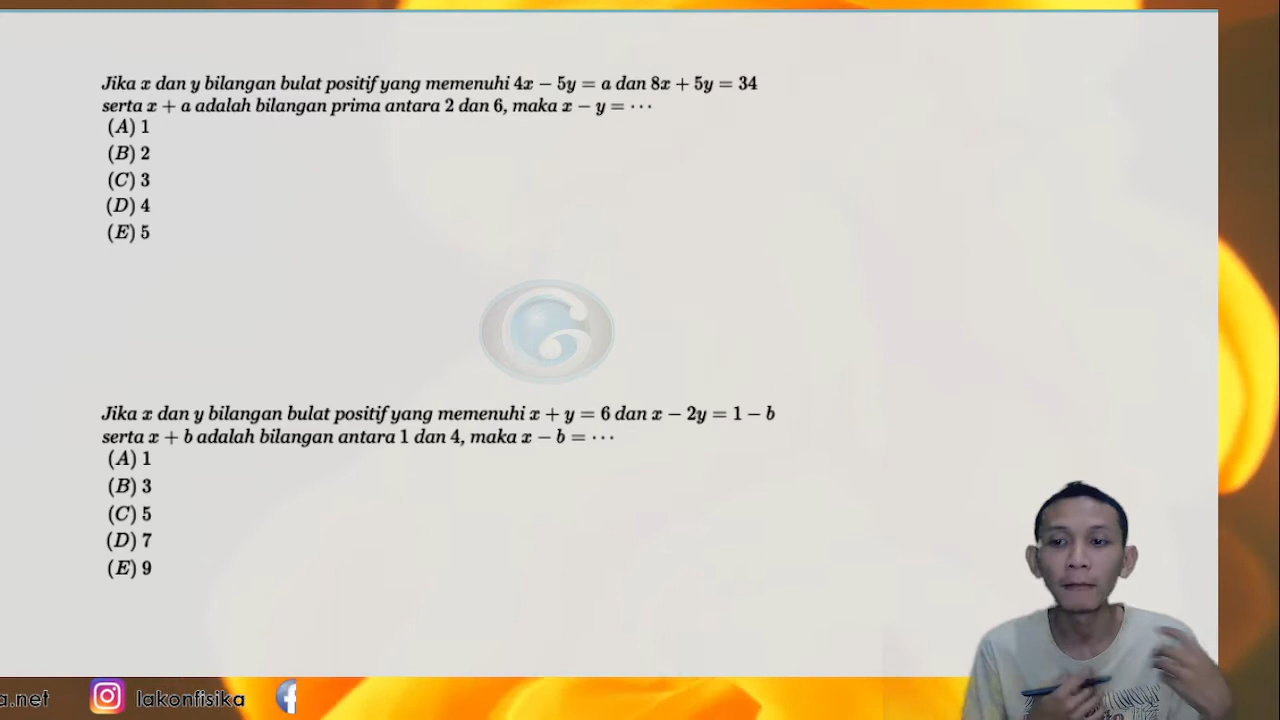 Jika x dan y bilangan bulat positif yang memenuhi 4x − 5y = a dan 8x + 5y = 34
serta x + a adalah bilangan prima antara 2 dan 6, maka x − y = ···
(A) 1
(B) 2
(C) 3
(D) 4
(E) 5
Jika x dan y bilangan bulat positif yang memenuhi x + y = 6 dan x − 2y = 1 − b
serta x + b adalah bilangan antara 1 dan 4, maka x − b = ···
(A) 1
(B) 3
(C) 5
(D) 7
(E) 9
a.net lakonfisika